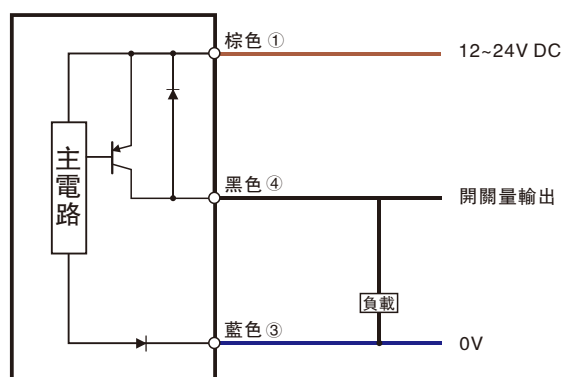 棕色 ①
12~24V DC
主電路
黑色 ④
開關量輸出
負載
藍色 ③
0V